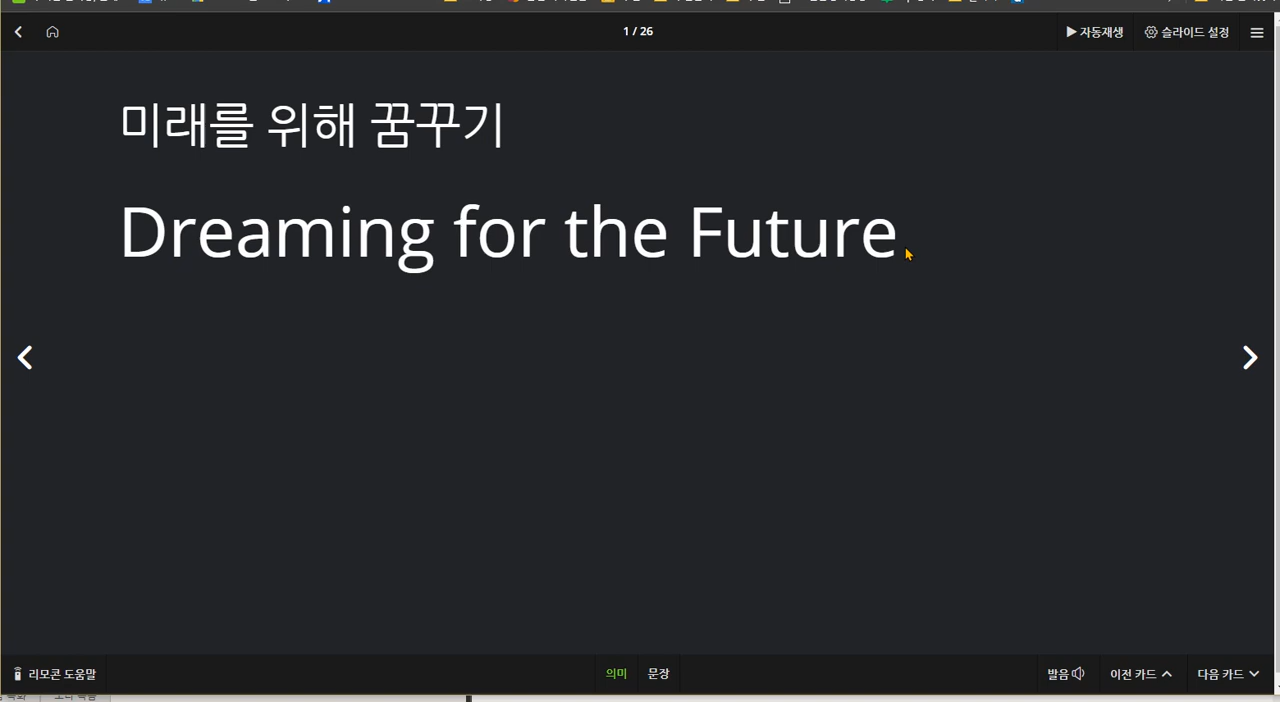 1 / 26
자동재생
슬라이드 설정
미래를 위해 꿈꾸기
Dreaming for the Future
리모콘 도움말
의미
문장
발음
이전 카드
다음 카드